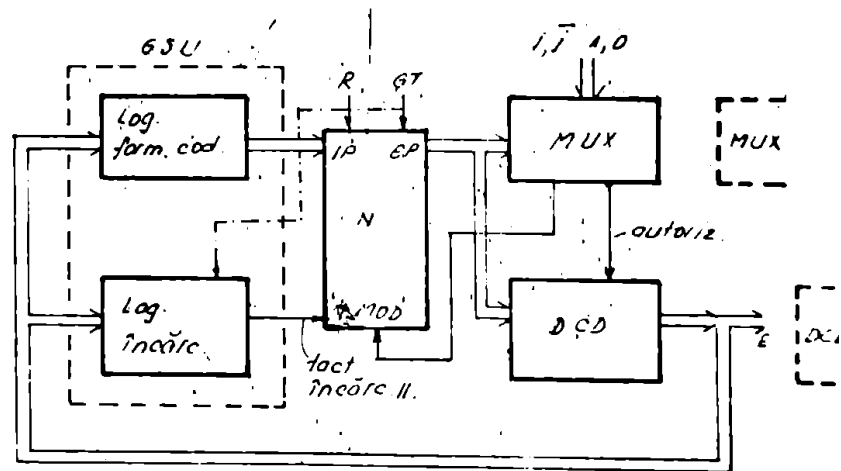 GSU
R
GT
I, Ī 1, 0
Log.
form. cod
IP
EP
N
MOD
MUX
MUX
autoriz
Log.
încărc.
DCD
E
tact
încărc. II.